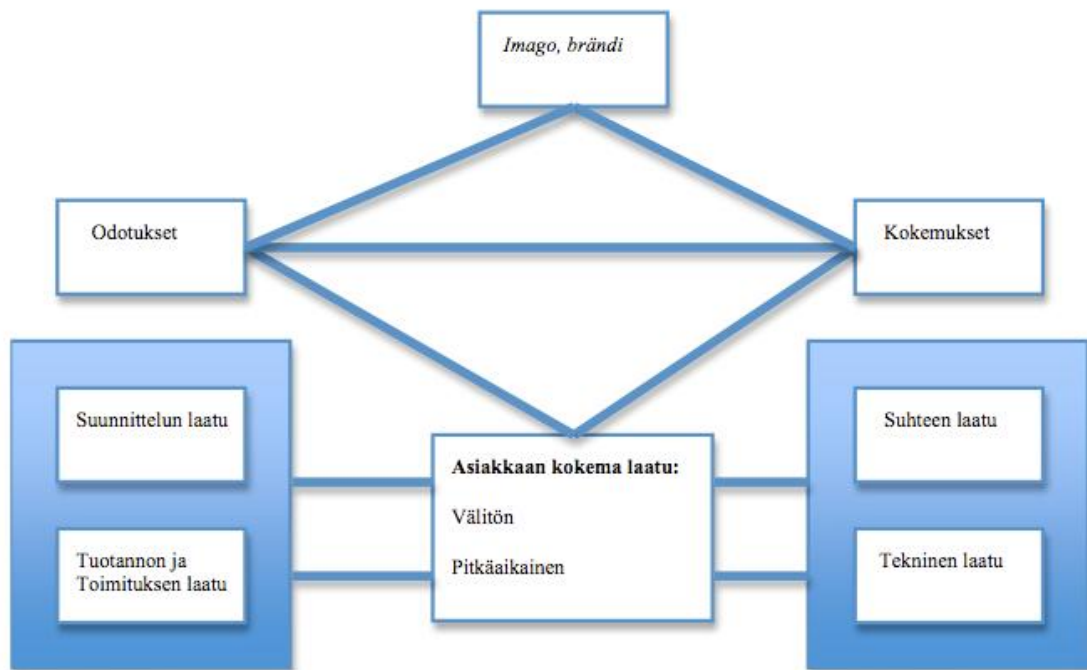 Imago, brändi
Odotukset
Kokemukset
Suunnittelun laatu
Tuotannon ja
Toimituksen laatu
Asiakkaan kokema laatu:
Välitön
Pitkäaikainen
Suhteen laatu
Tekninen laatu